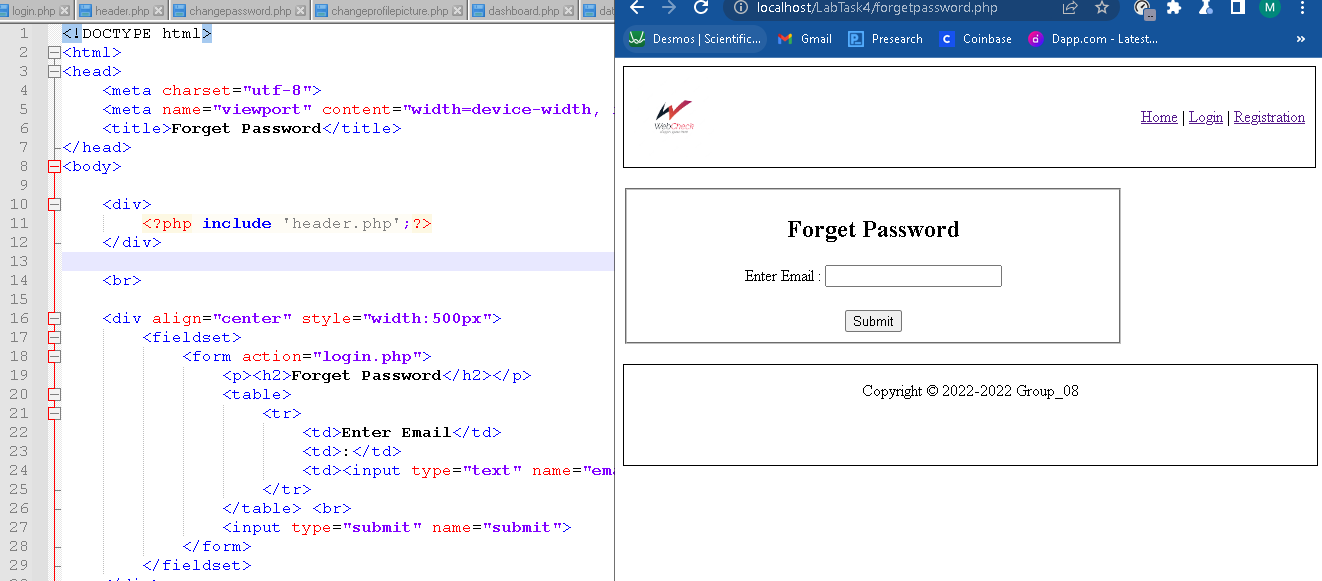 login.php header.php changepassword.php changeprofilepicture.php dashboard.php dat
1 <!DOCTYPE html>
2 <html>
3 <head>
4 <meta charset="utf-8">
5 <meta name="viewport" content="width=device-width, i
6 <title>Forget Password</title>
7 </head>
8 <body>
9
10 <div>
11 <?php include 'header.php';?>
12 </div>
13
14 <br>
15
16 <div align="center" style="width:500px">
17 <fieldset>
18 <form action="login.php">
19 <p><h2>Forget Password</h2></p>
20 <table>
21 <tr>
22 <td>Enter Email</td>
23 <td>:</td>
24 <td><input type="text" name="ema
25 </tr>
26 </table> <br>
27 <input type="submit" name="submit">
28 </form>
29 </fieldset>
localhost/LabTask4/forgetpassword.php
M
Desmos | Scientific... Gmail Presearch Coinbase Dapp.com - Latest... »
WebCheck
Home | Login | Registration
Forget Password
Enter Email :
Submit
Copyright © 2022-2022 Group_08